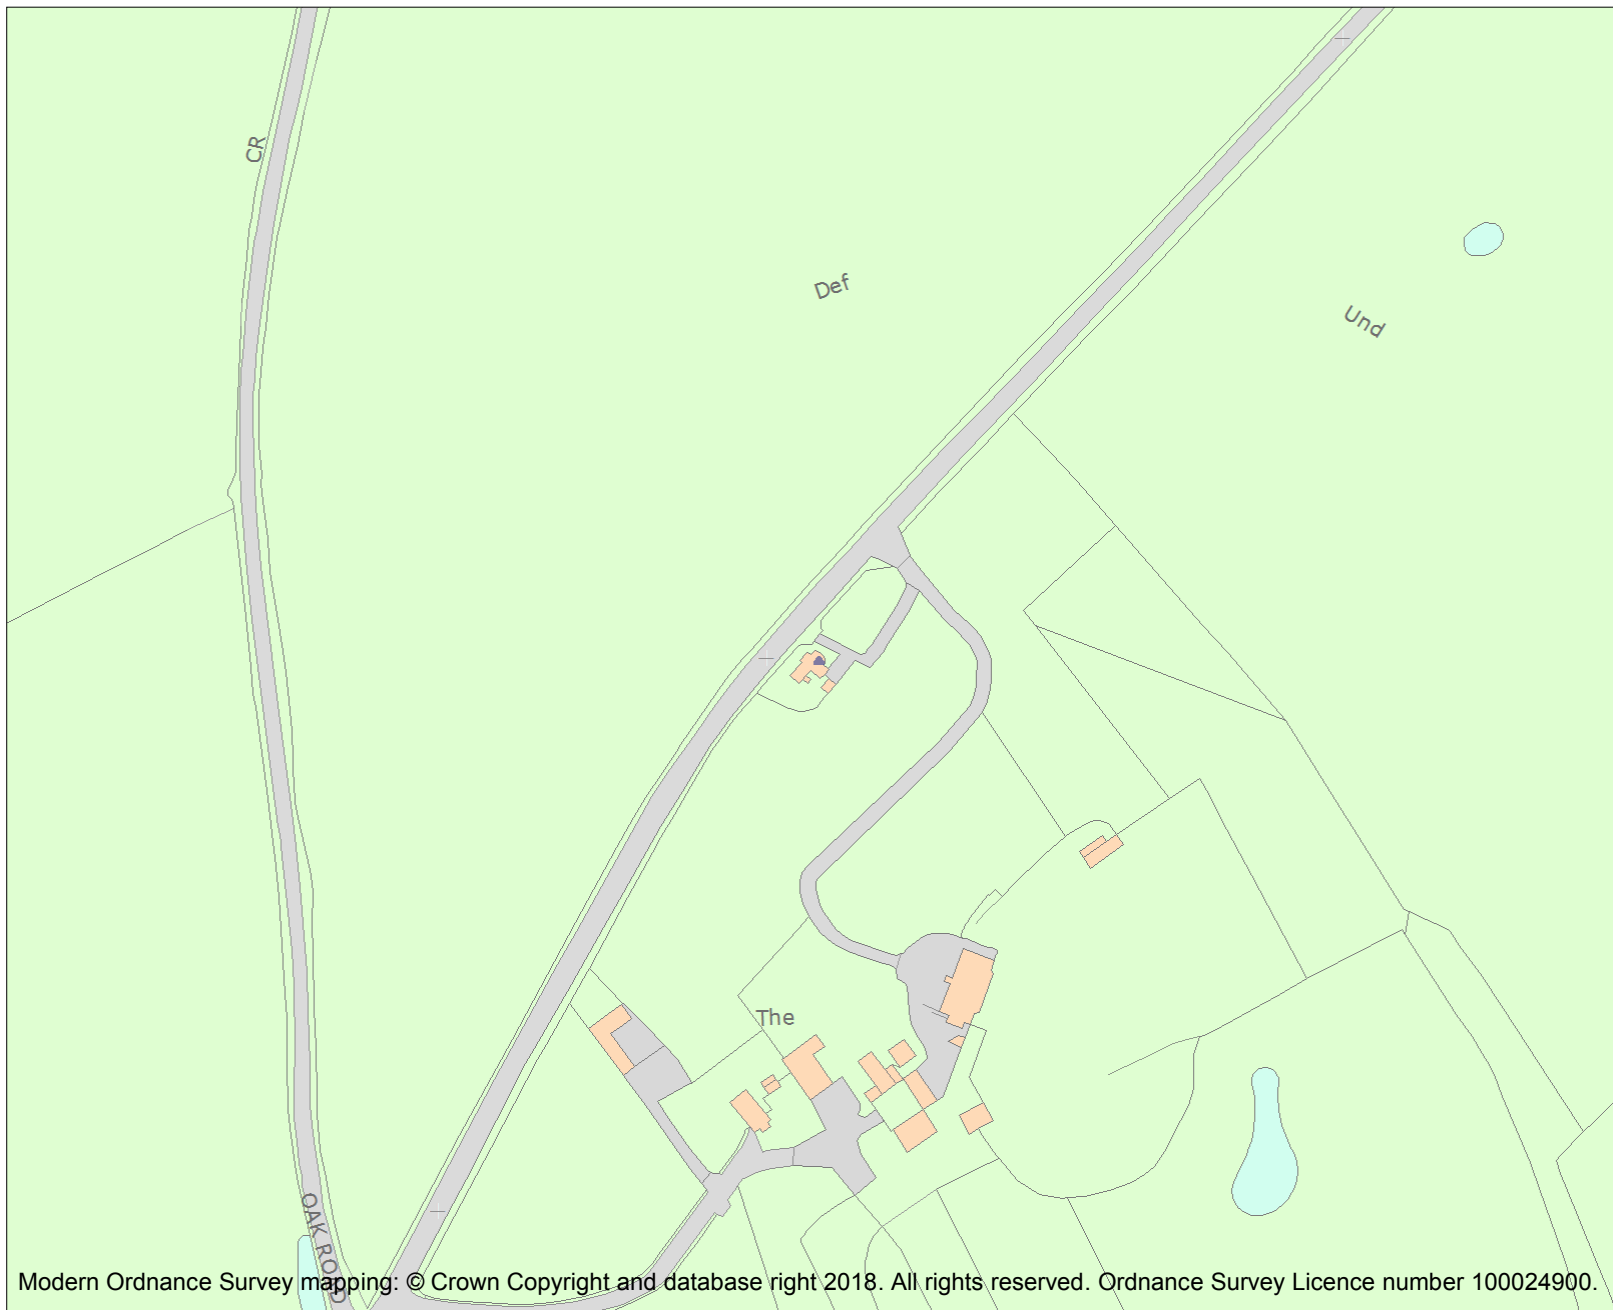 CR
Def
Und
The
OAK ROAD
Modern Ordnance Survey mapping: © Crown Copyright and database right 2018. All rights reserved. Ordnance Survey Licence number 100024900.